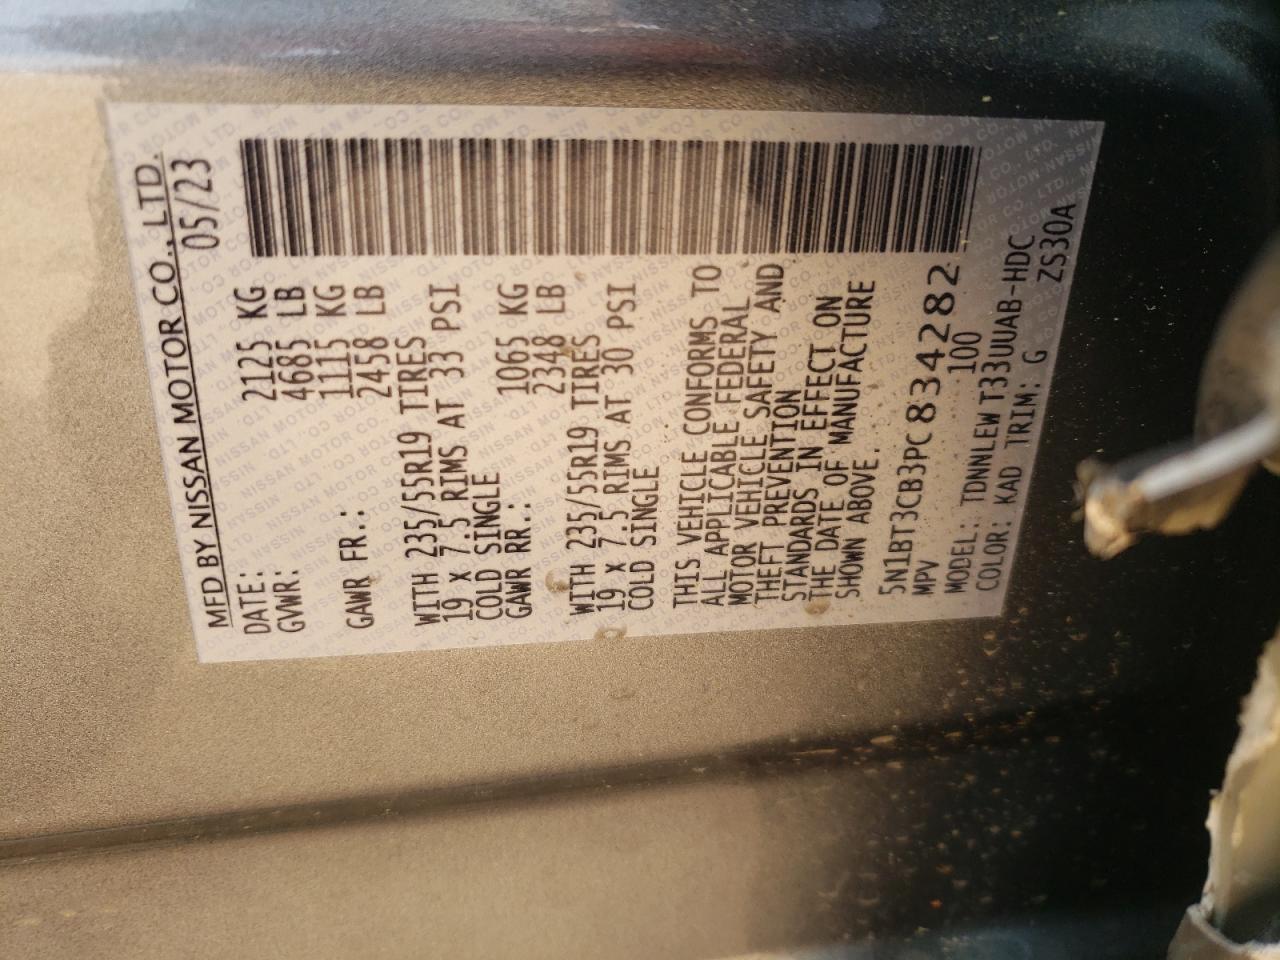 MFD BY NISSAN MOTOR CO., LTD.
DATE: 05/23
GVWR: 2125 KG
4685 LB
GAWR FR.: 1115 KG
2458 LB
WITH 235/55R19 TIRES
19 x 7.5 RIMS AT 33 PSI
COLD SINGLE
GAWR RR.: 1065 KG
2348 LB
WITH 235/55R19 TIRES
19 x 7.5 RIMS AT 30 PSI
COLD SINGLE
THIS VEHICLE CONFORMS TO
ALL APPLICABLE FEDERAL
MOTOR VEHICLE SAFETY AND
THEFT PREVENTION
STANDARDS IN EFFECT ON
THE DATE OF MANUFACTURE
SHOWN ABOVE.
5N1BT3CB3PC834282
MPV 100
MODEL: TDNNLEW T33UUAB-HDC
COLOR: KAD TRIM: G ZS30A